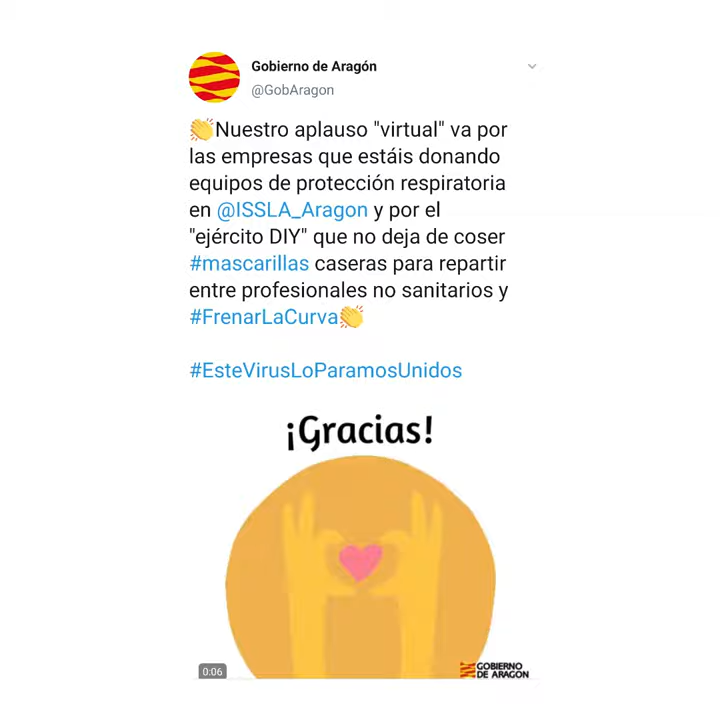 Gobierno de Aragón
@GobAragon
👏Nuestro aplauso "virtual" va por
las empresas que estáis donando
equipos de protección respiratoria
en @ISSLA_Aragon y por el
"ejército DIY" que no deja de coser
#mascarillas caseras para repartir
entre profesionales no sanitarios y
#FrenarLaCurva👏
#EsteVirusLoParamosUnidos
¡Gracias!
0:06
GOBIERNO
DE ARAGON